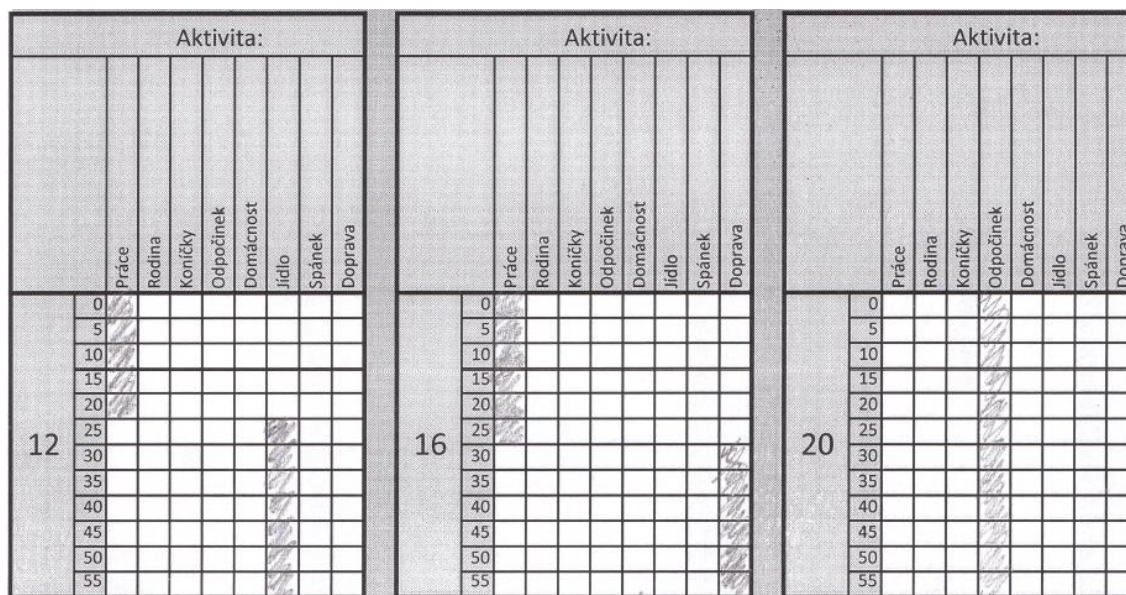 Aktivita: Aktivita: Aktivita:
Práce Rodina Koníčky Odpočinek Domácnost Jídlo Spánek Doprava Práce Rodina Koníčky Odpočinek Domácnost Jídlo Spánek Doprava Práce Rodina Koníčky Odpočinek Domácnost Jídlo Spánek Doprava
0 0 0
5 5 5
10 10 10
15 15 15
20 20 20
25 25 25
12 30 16 30 20 30
35 35 35
40 40 40
45 45 45
50 50 50
55 55 55